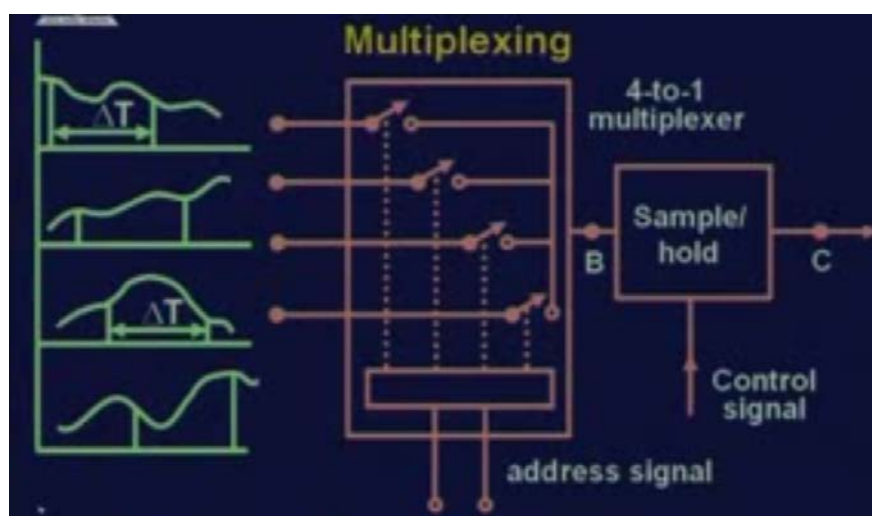 Multiplexing
ΔT
4-to-1
multiplexer
Sample/
hold
B
C
ΔT
Control
signal
address signal